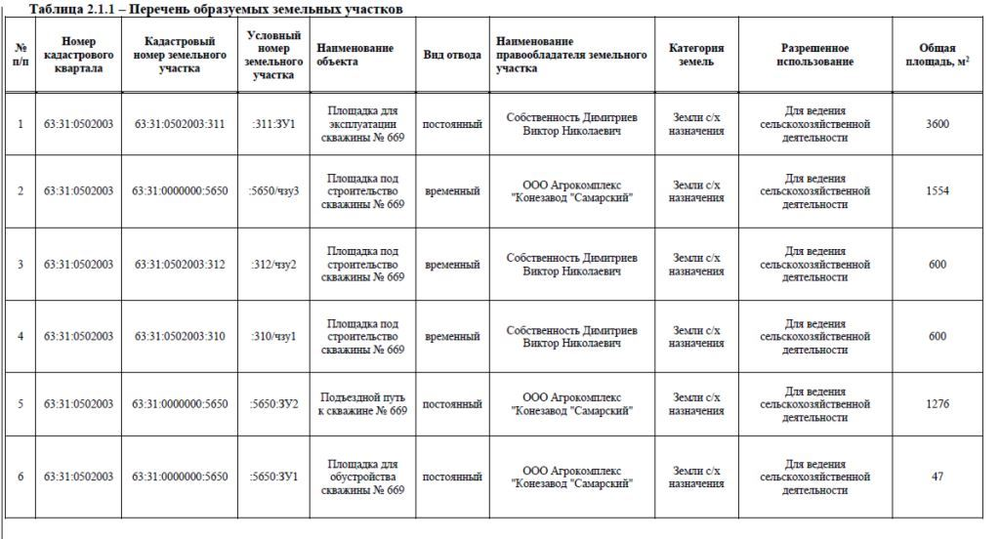 Таблица 2.1.1 – Перечень образуемых земельных участков
№ п/п | Номер кадастрового квартала | Кадастровый номер земельного участка | Условный номер земельного участка | Наименование объекта | Вид отвода | Наименование правообладателя земельного участка | Категория земель | Разрешенное использование | Общая площадь, м²
1 | 63:31:0502003 | 63:31:0502003:311 | :311:ЗУ1 | Площадка для эксплуатации скважины № 669 | постоянный | Собственность Димитриев Виктор Николаевич | Земли с/х назначения | Для ведения сельскохозяйственной деятельности | 3600
2 | 63:31:0502003 | 63:31:0000000:5650 | :5650/чзу3 | Площадка под строительство скважины № 669 | временный | ООО Агрокомплекс "Конезавод "Самарский" | Земли с/х назначения | Для ведения сельскохозяйственной деятельности | 1554
3 | 63:31:0502003 | 63:31:0502003:312 | :312/чзу2 | Площадка под строительство скважины № 669 | временный | Собственность Димитриев Виктор Николаевич | Земли с/х назначения | Для ведения сельскохозяйственной деятельности | 600
4 | 63:31:0502003 | 63:31:0502003:310 | :310/чзу1 | Площадка под строительство скважины № 669 | временный | Собственность Димитриев Виктор Николаевич | Земли с/х назначения | Для ведения сельскохозяйственной деятельности | 600
5 | 63:31:0502003 | 63:31:0000000:5650 | :5650:ЗУ2 | Подъездной путь к скважине № 669 | постоянный | ООО Агрокомплекс "Конезавод "Самарский" | Земли с/х назначения | Для ведения сельскохозяйственной деятельности | 1276
6 | 63:31:0502003 | 63:31:0000000:5650 | :5650:ЗУ1 | Площадка для обустройства скважины № 669 | постоянный | ООО Агрокомплекс "Конезавод "Самарский" | Земли с/х назначения | Для ведения сельскохозяйственной деятельности | 47